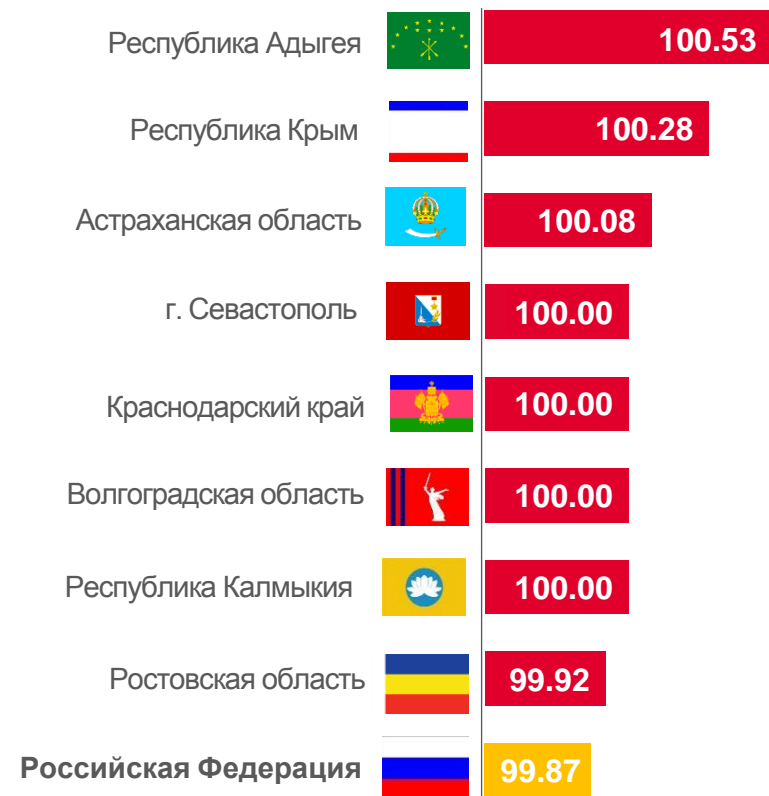 Республика Адыгея 100.53
Республика Крым 100.28
Астраханская область 100.08
г. Севастополь 100.00
Краснодарский край 100.00
Волгоградская область 100.00
Республика Калмыкия 100.00
Ростовская область 99.92
Российская Федерация 99.87